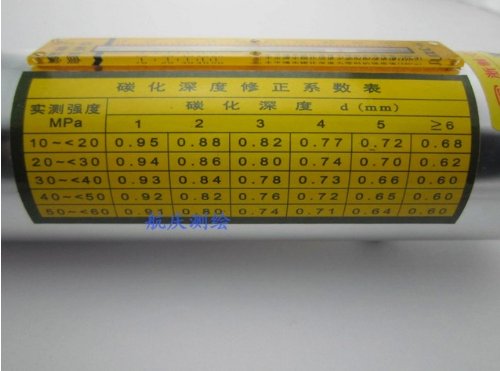 碳化深度修正系数表
实测强度 碳化深度 d(mm)
MPa 1 2 3 4 5 ≥6
10~<20 0.95 0.88 0.82 0.77 0.72 0.68
20~<30 0.94 0.86 0.80 0.74 0.70 0.62
30~<40 0.93 0.84 0.78 0.73 0.66 0.60
40~<50 0.92 0.82 0.76 0.72 0.65 0.60
50~<60 0.91 0.80 0.74 0.71 0.64 0.60
航庆测绘